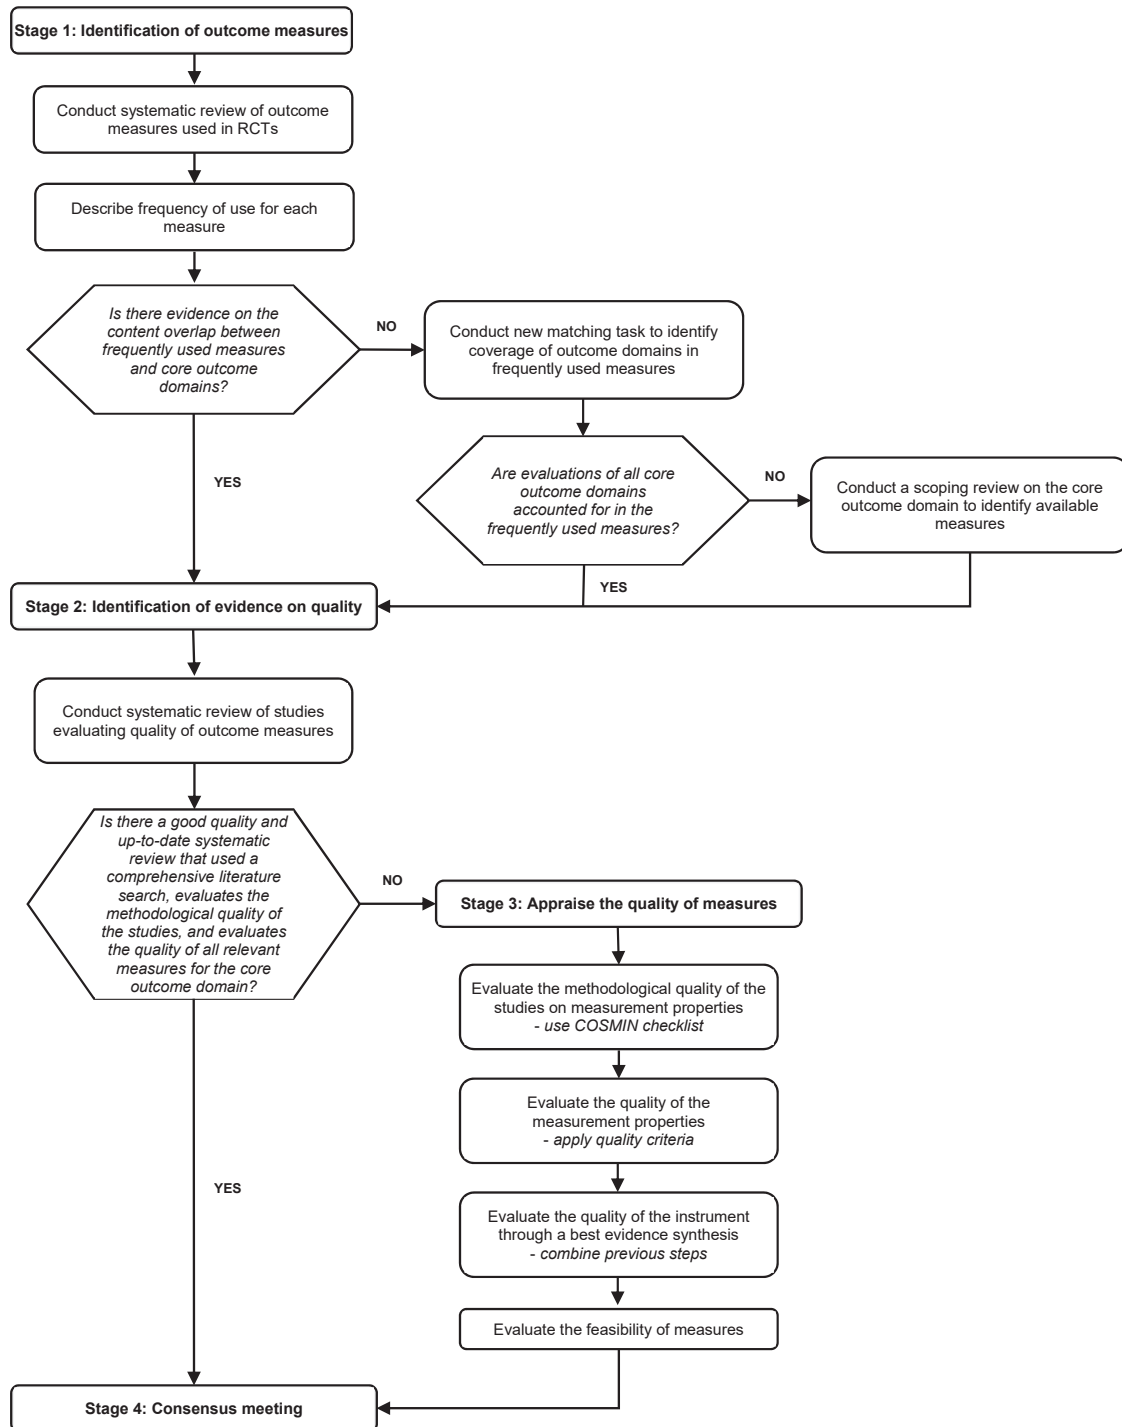 Stage 1: Identification of outcome measures
Conduct systematic review of outcome
measures used in RCTs
Describe frequency of use for each
measure
Is there evidence on the
content overlap between
frequently used measures
and core outcome
domains?
NO
Conduct new matching task to identify
coverage of outcome domains in
frequently used measures
YES
Are evaluations of all core
outcome domains
accounted for in the
frequently used measures?
NO
Conduct a scoping review on the core
outcome domain to identify available
measures
YES
Stage 2: Identification of evidence on quality
Conduct systematic review of studies
evaluating quality of outcome measures
Is there a good quality and
up-to-date systematic
review that used a
comprehensive literature
search, evaluates the
methodological quality of
the studies, and evaluates
the quality of all relevant
measures for the core
outcome domain?
NO
Stage 3: Appraise the quality of measures
Evaluate the methodological quality of the
studies on measurement properties
- use COSMIN checklist
Evaluate the quality of the
measurement properties
- apply quality criteria
YES
Evaluate the quality of the instrument
through a best evidence synthesis
- combine previous steps
Evaluate the feasibility of measures
Stage 4: Consensus meeting